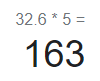 32.6 * 5 =
163